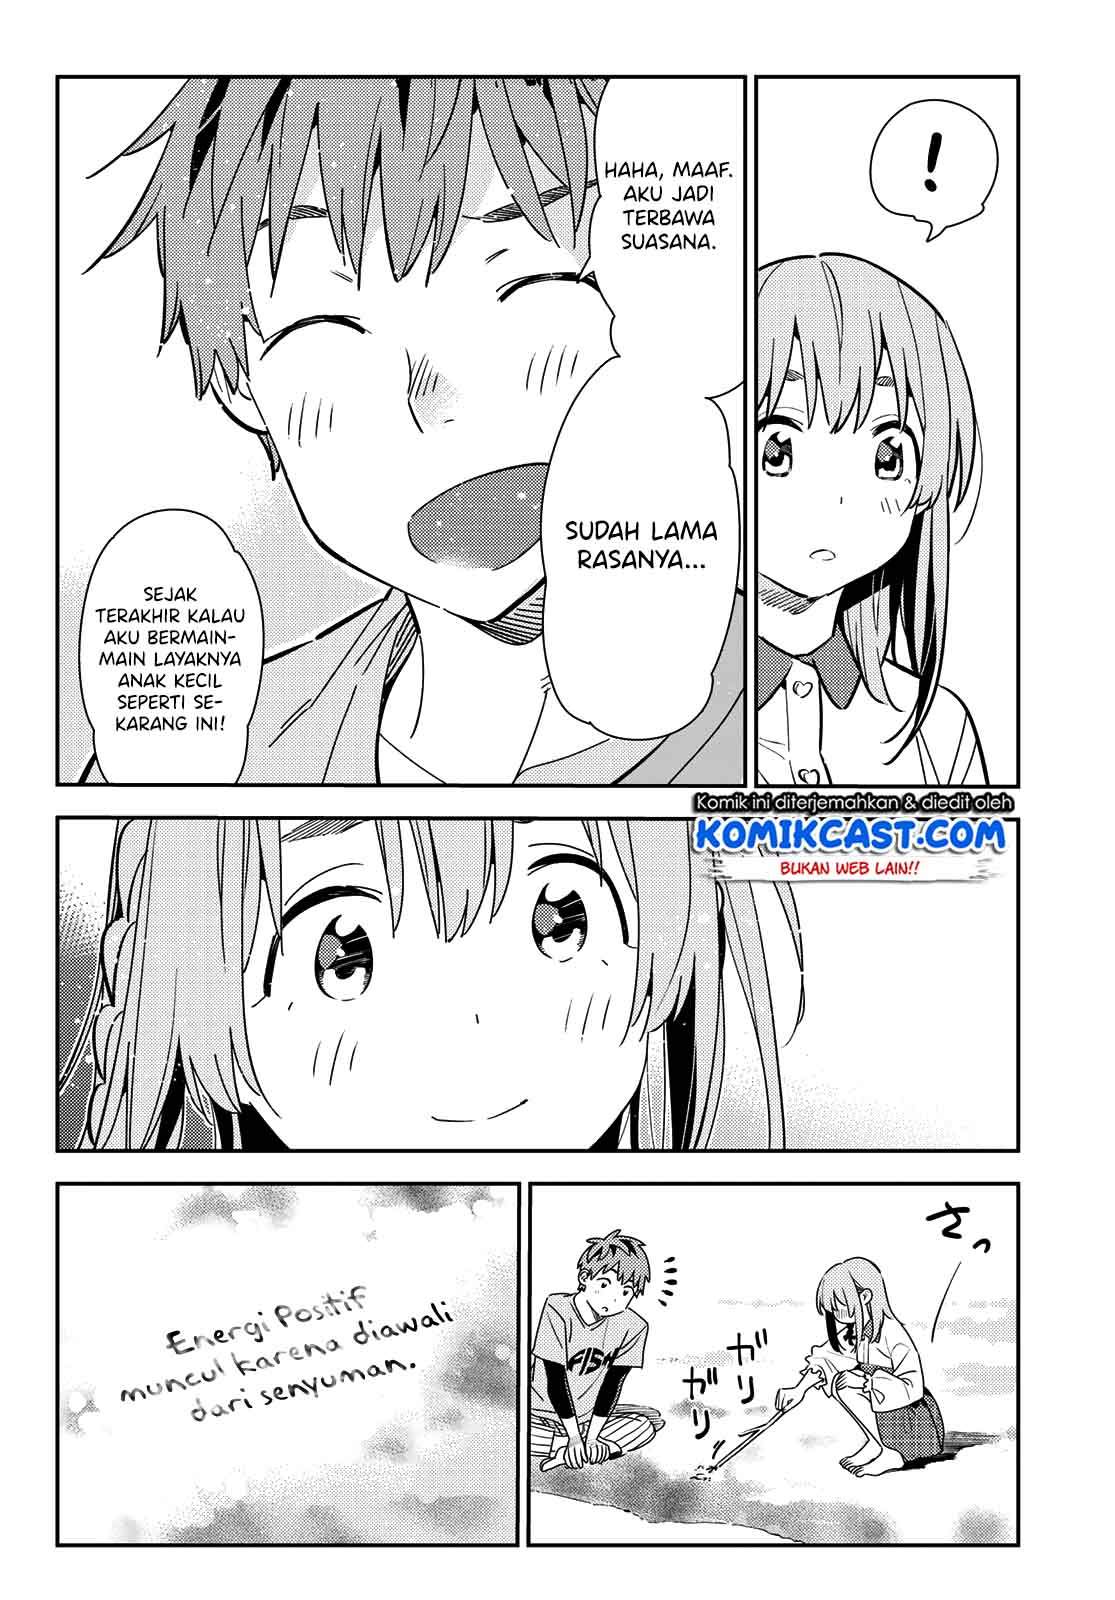 !
HAHA, MAAF.
AKU JADI
TERBAWA
SUASANA.
SUDAH LAMA
RASANYA...
SEJAK
TERAKHIR KALAU
AKU BERMAIN-
MAIN LAYAKNYA
ANAK KECIL
SEPERTI SE-
KARANG INI!
Komik ini diterjemahkan & diedit oleh
KOMIKCAST.COM
BUKAN WEB LAIN!!
さっ
ガリ
ガリ
FISH
Energi Positif
muncul karena diawali
dari senyuman.